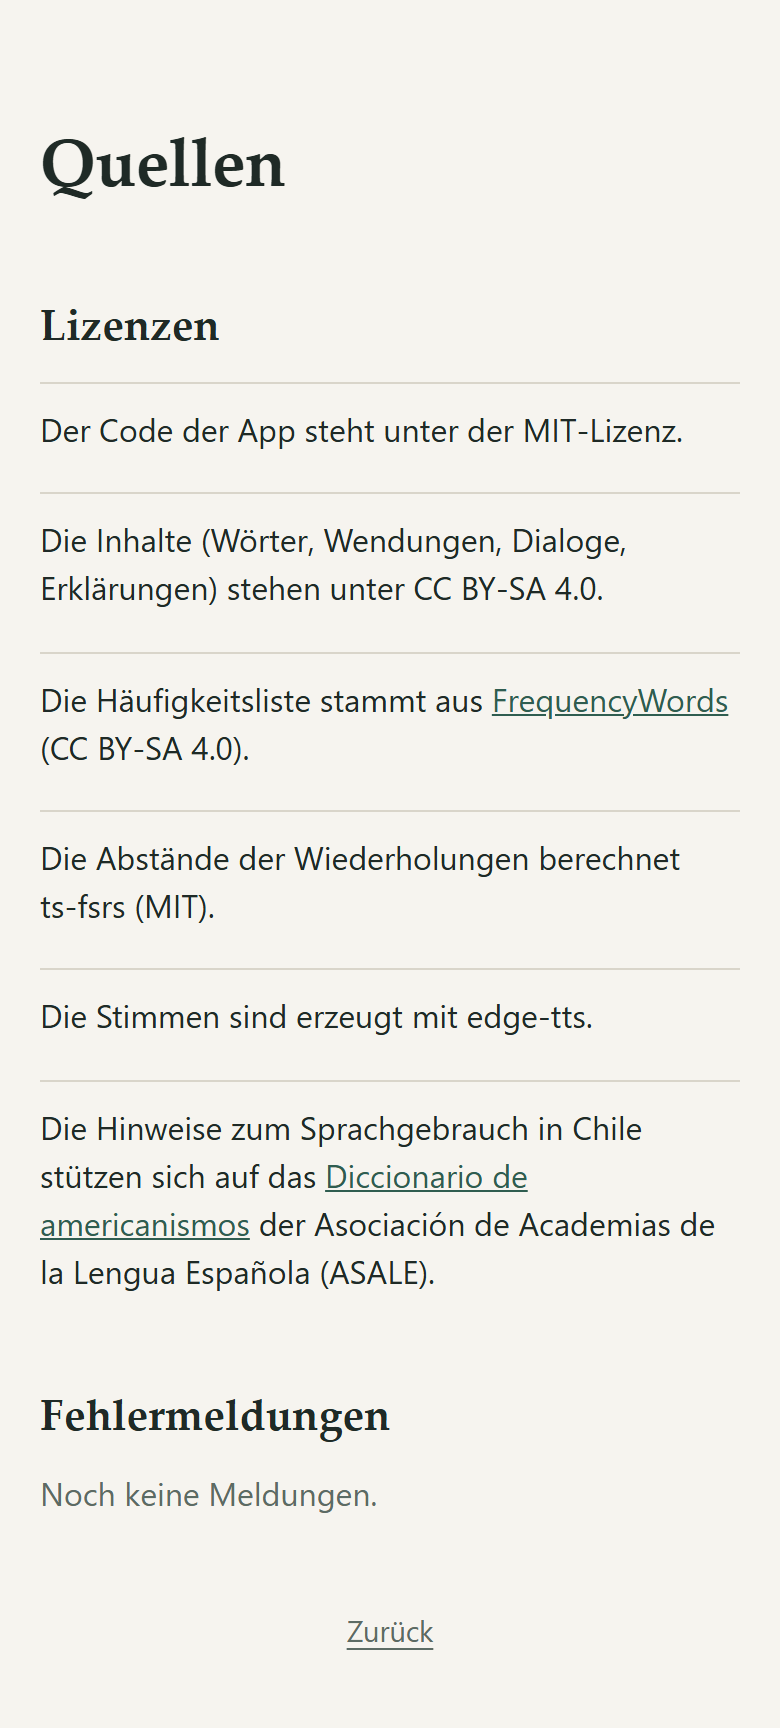 Quellen
Lizenzen
Der Code der App steht unter der MIT-Lizenz.
Die Inhalte (Wörter, Wendungen, Dialoge,
Erklärungen) stehen unter CC BY-SA 4.0.
Die Häufigkeitsliste stammt aus FrequencyWords
(CC BY-SA 4.0).
Die Abstände der Wiederholungen berechnet
ts-fsrs (MIT).
Die Stimmen sind erzeugt mit edge-tts.
Die Hinweise zum Sprachgebrauch in Chile
stützen sich auf das Diccionario de
americanismos der Asociación de Academias de
la Lengua Española (ASALE).
Fehlermeldungen
Noch keine Meldungen.
Zurück